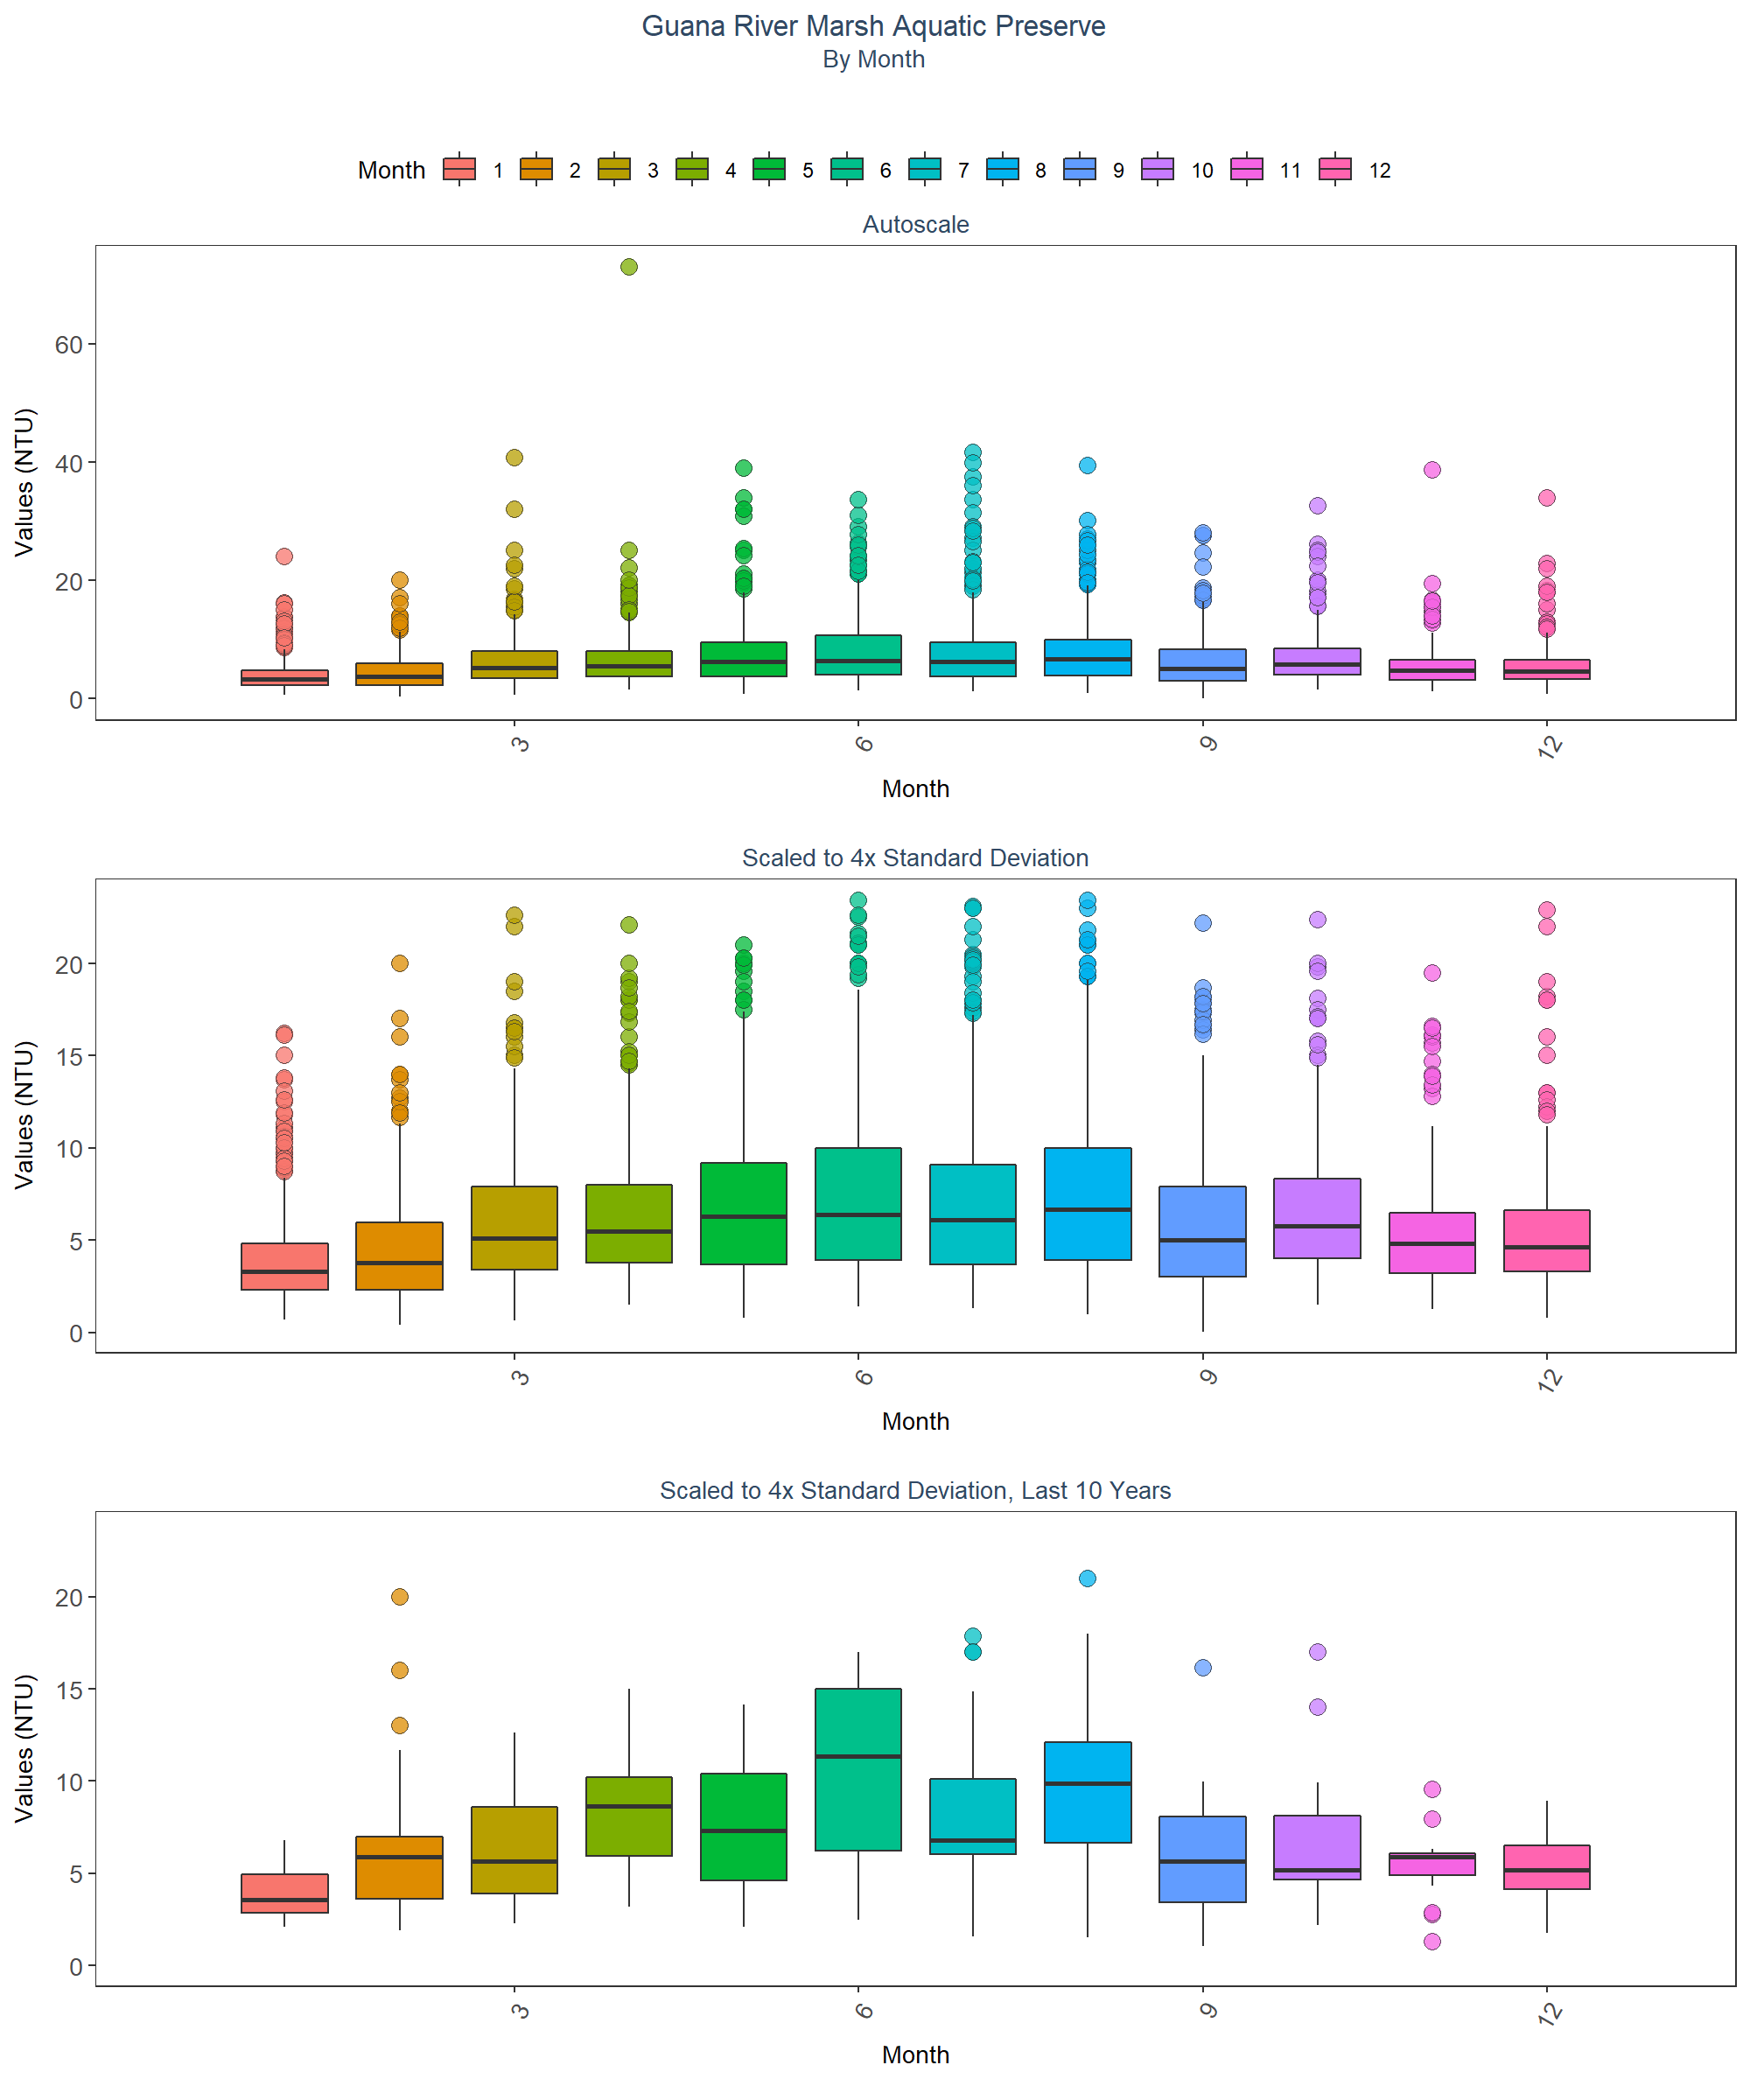 Guana River Marsh Aquatic Preserve
By Month
Month 1 2 3 4 5 6 7 8 9 10 11 12
Autoscale
Values (NTU)
60
40
20
0
3 6 9 12
Month
Scaled to 4x Standard Deviation
Values (NTU)
20
15
10
5
0
3 6 9 12
Month
Scaled to 4x Standard Deviation, Last 10 Years
Values (NTU)
20
15
10
5
0
3 6 9 12
Month